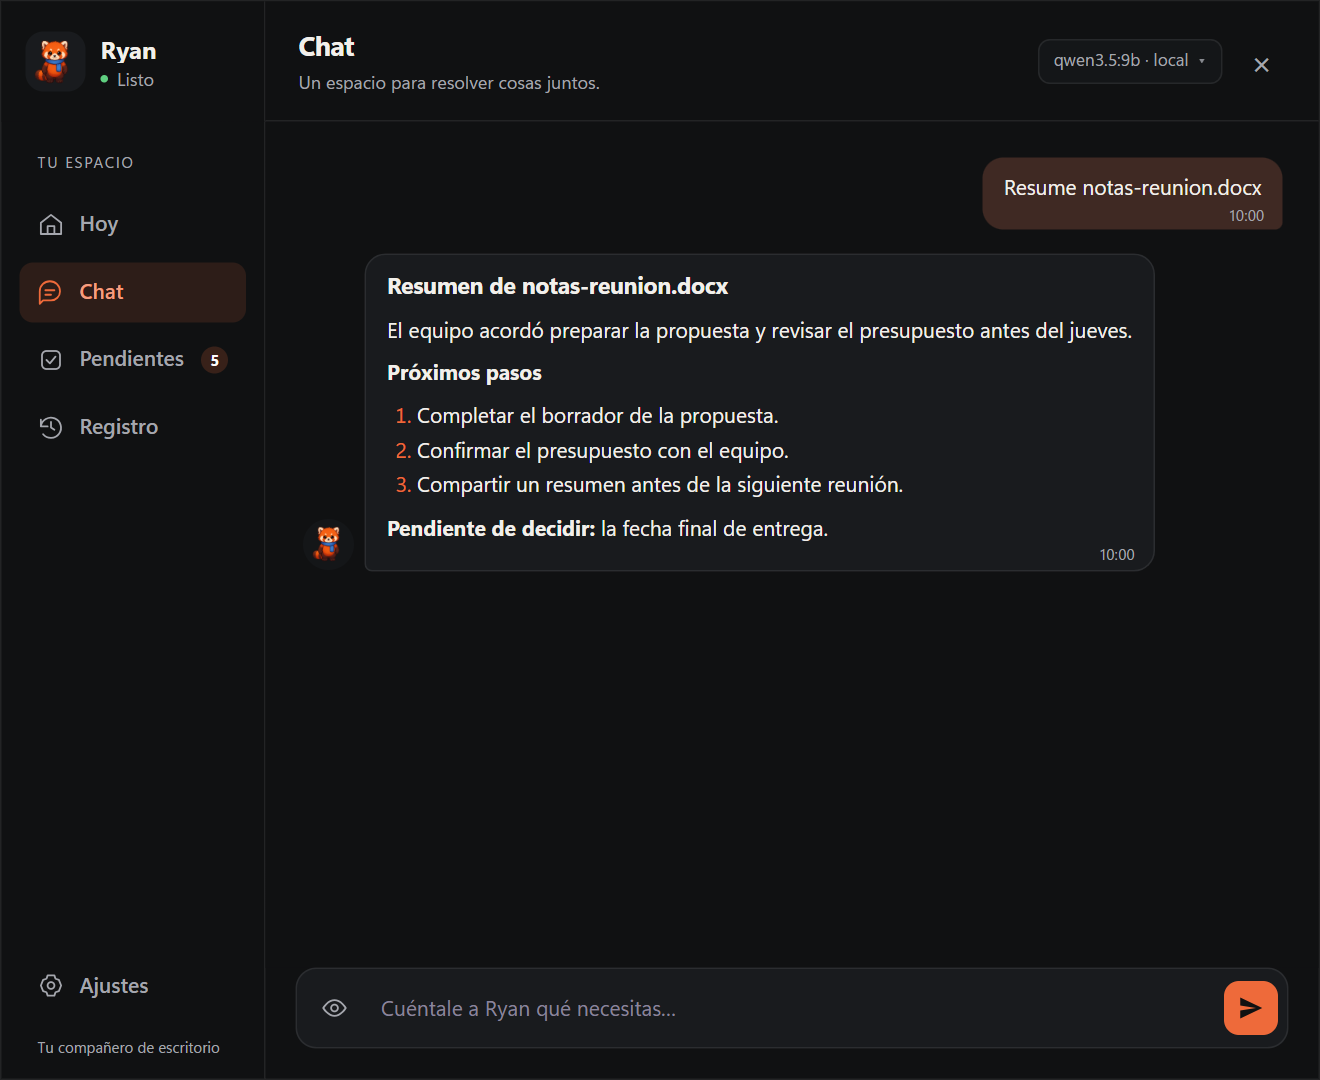 Ryan
Listo
TU ESPACIO
Hoy
Chat
Pendientes 5
Registro
Ajustes
Tu compañero de escritorio
Chat
Un espacio para resolver cosas juntos.
qwen3.5:9b · local
Resume notas-reunion.docx
10:00
Resumen de notas-reunion.docx
El equipo acordó preparar la propuesta y revisar el presupuesto antes del jueves.
Próximos pasos
1. Completar el borrador de la propuesta.
2. Confirmar el presupuesto con el equipo.
3. Compartir un resumen antes de la siguiente reunión.
Pendiente de decidir: la fecha final de entrega.
10:00
Cuéntale a Ryan qué necesitas...